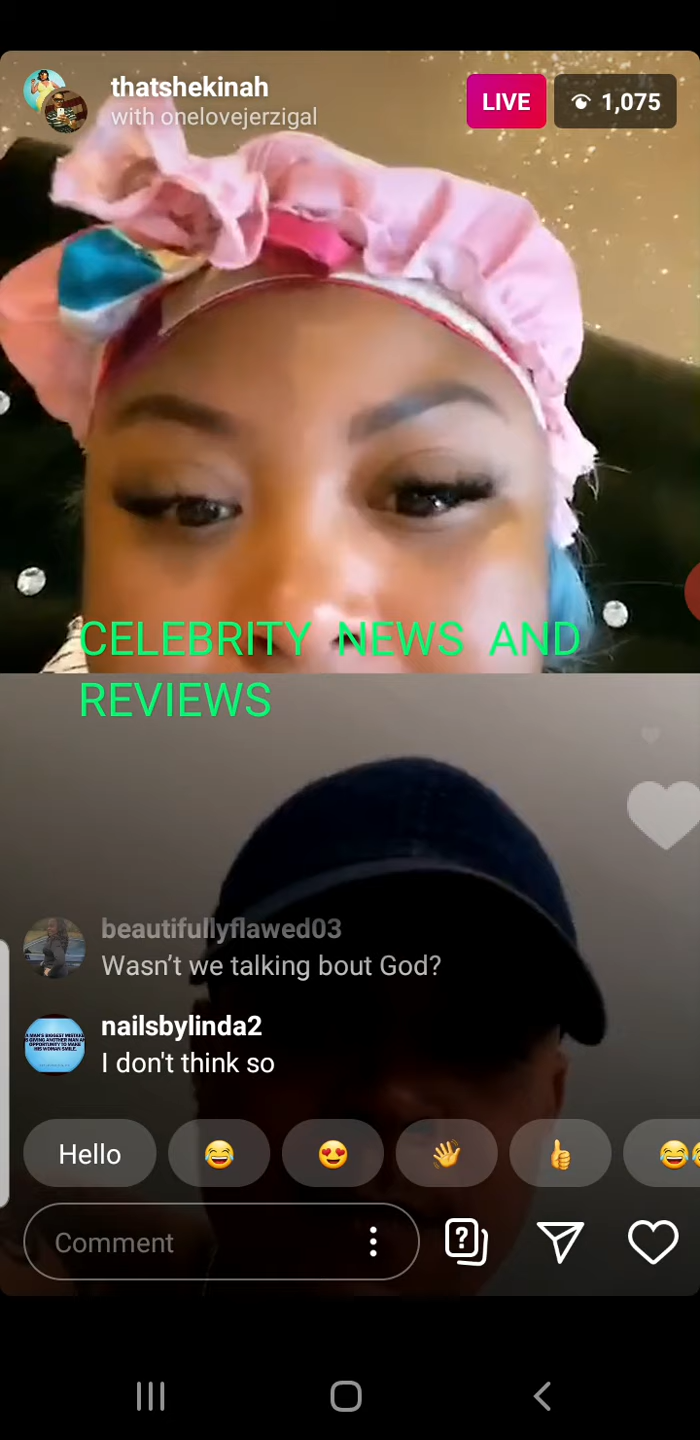 thatshekinah
with onelovejerzigal
LIVE
1,075
CELEBRITY NEWS AND
REVIEWS
beautifullyflawed03
Wasn’t we talking bout God?
nailsbylinda2
I don't think so
Hello
Comment